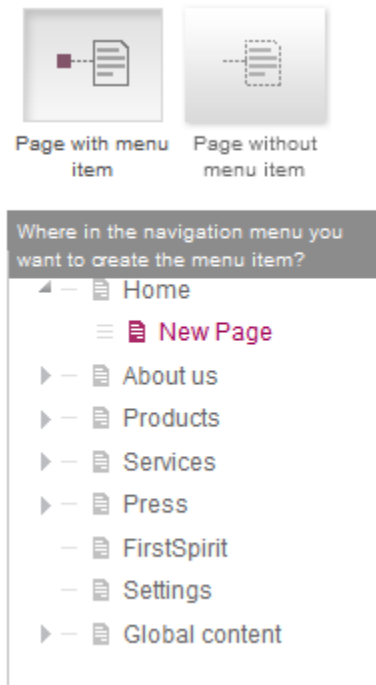 Page with menu
item
Page without
menu item
Where in the navigation menu you
want to create the menu item?
Home
New Page
About us
Products
Services
Press
FirstSpirit
Settings
Global content